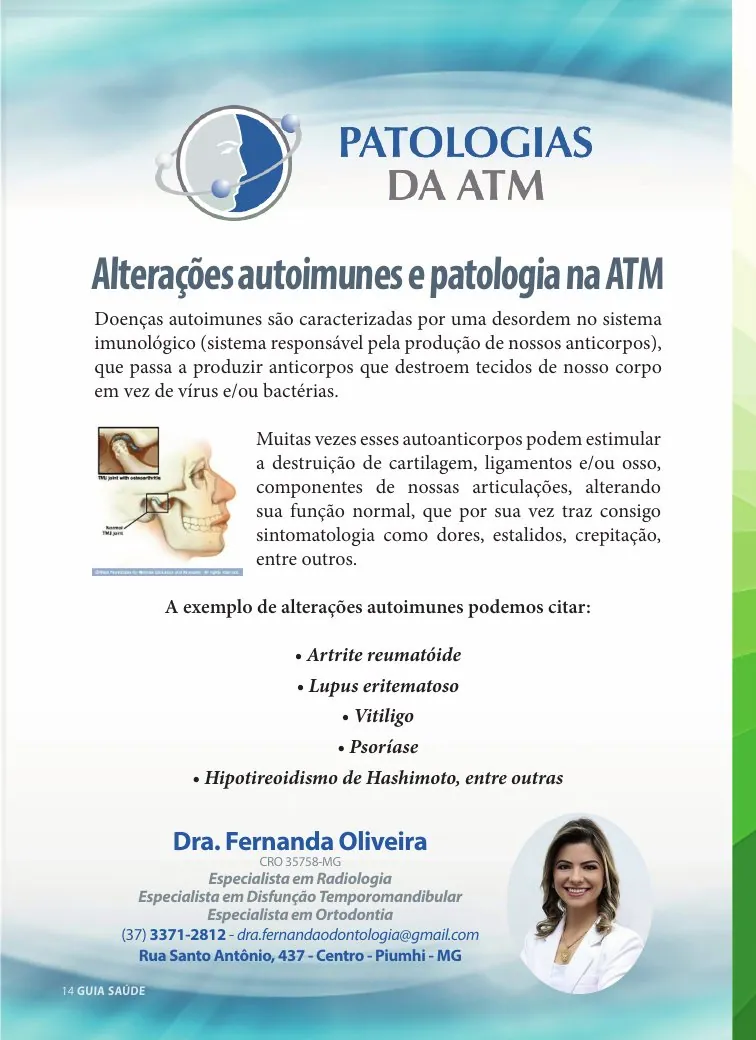 PATOLOGIAS
DA ATM
Alterações autoimunes e patologia na ATM
Doenças autoimunes são caracterizadas por uma desordem no sistema
imunológico (sistema responsável pela produção de nossos anticorpos),
que passa a produzir anticorpos que destroem tecidos de nosso corpo
em vez de vírus e/ou bactérias.
TMJ joint with osteoarthritis
Normal
TMJ joint
Muitas vezes esses autoanticorpos podem estimular
a destruição de cartilagem, ligamentos e/ou osso,
componentes de nossas articulações, alterando
sua função normal, que por sua vez traz consigo
sintomatologia como dores, estalidos, crepitação,
entre outros.
A exemplo de alterações autoimunes podemos citar:
• Artrite reumatóide
• Lupus eritematoso
• Vitiligo
• Psoríase
• Hipotireoidismo de Hashimoto, entre outras
Dra. Fernanda Oliveira
CRO 35758-MG
Especialista em Radiologia
Especialista em Disfunção Temporomandibular
Especialista em Ortodontia
(37) 3371-2812 - dra.fernandaodontologia@gmail.com
Rua Santo Antônio, 437 - Centro - Piumhi - MG
14 GUIA SAÚDE